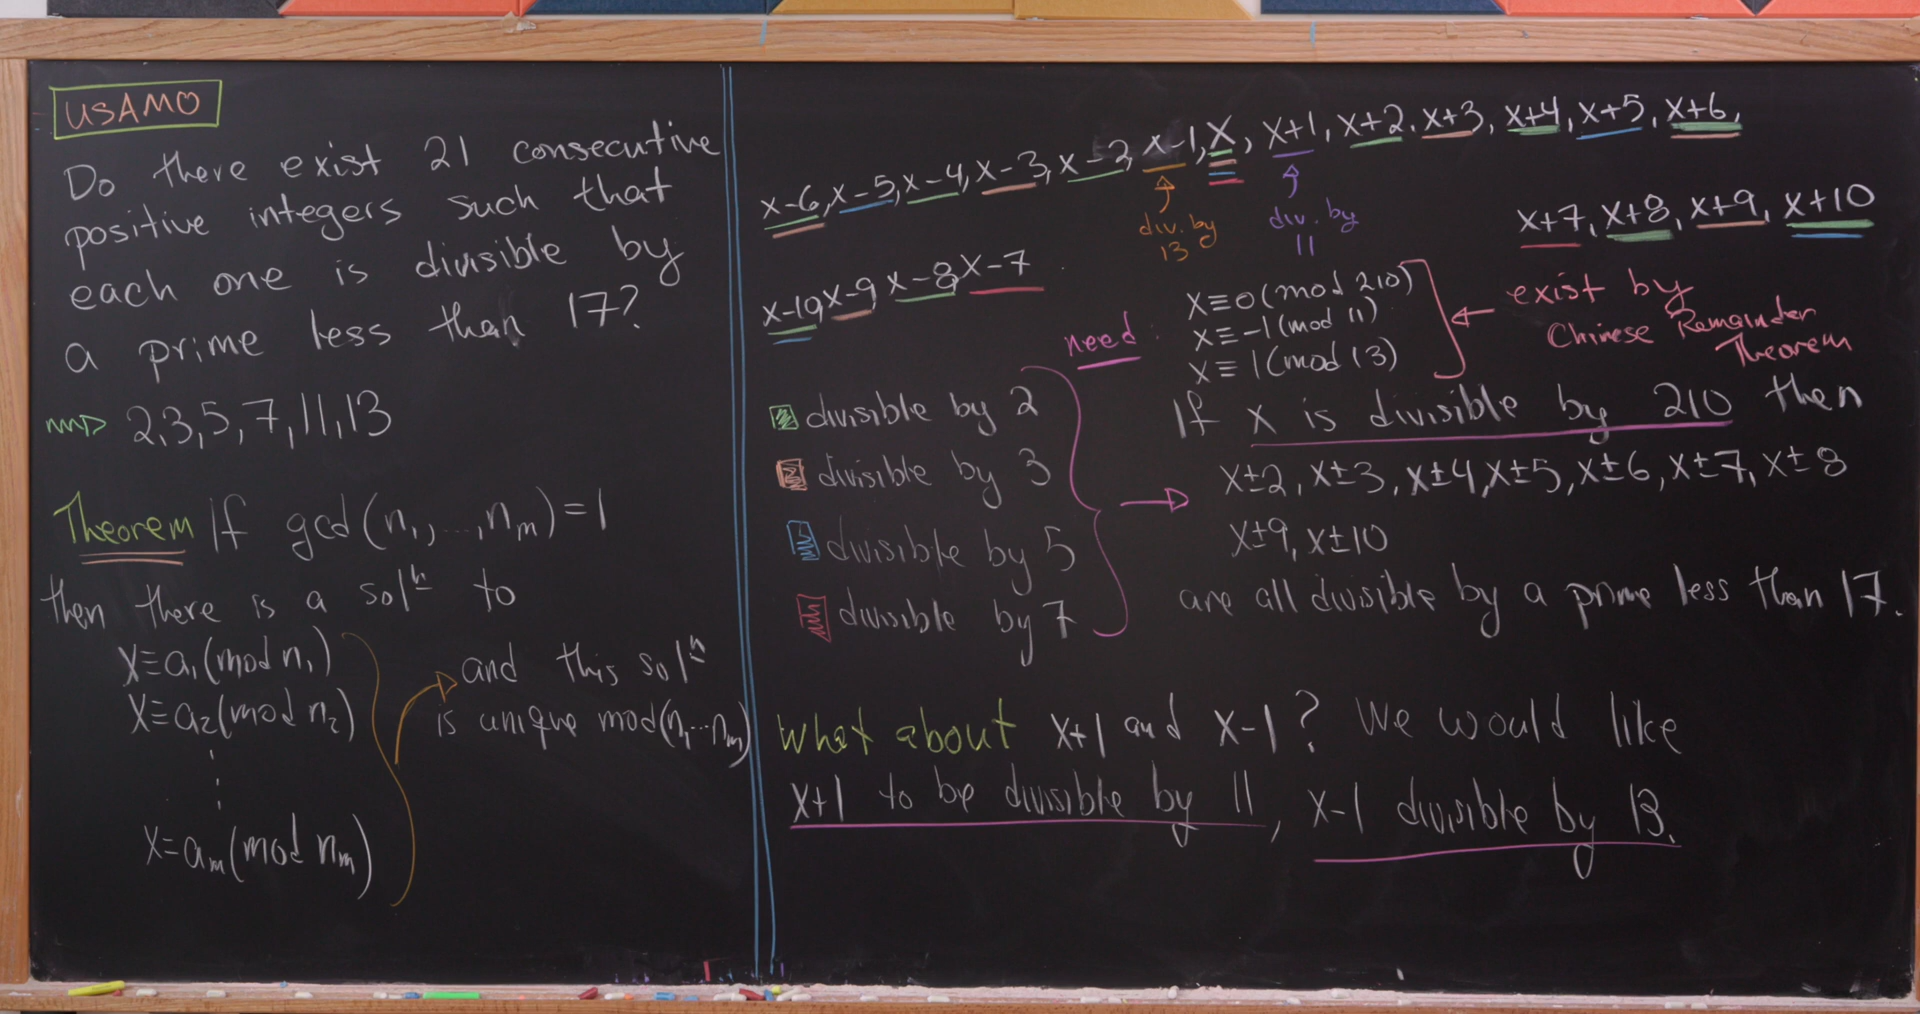 USAMO
Do there exist 21 consecutive
positive integers such that
each one is divisible by
a prime less than 17?
2,3,5,7,11,13
Theorem If gcd(n₁,...,nₘ)=1
then there is a solⁿ to
X≡a₁(mod n₁)
X≡a₂(mod n₂)
⋮
X=aₘ(mod nₘ)
and this solⁿ
is unique mod(n₁...nₘ)
x-6,x-5,x-4,x-3,x-2,x-1,x,x+1,x+2,x+3,x+4,x+5,x+6,
div. by
13
div. by
11
x+7,x+8,x+9,x+10
x-10,x-9 x-8 x-7
need:
X≡0(mod 210)
X≡-1(mod 11)
X≡1(mod 13)
exist by
Chinese Remainder
Theorem
divisible by 2
divisible by 3
divisible by 5
divisible by 7
If x is divisible by 210 then
x±2, x±3, x±4, x±5, x±6, x±7, x±8
x±9, x±10
are all divisible by a prime less than 17.
What about x+1 and x-1? We would like
x+1 to be divisible by 11, x-1 divisible by 13.